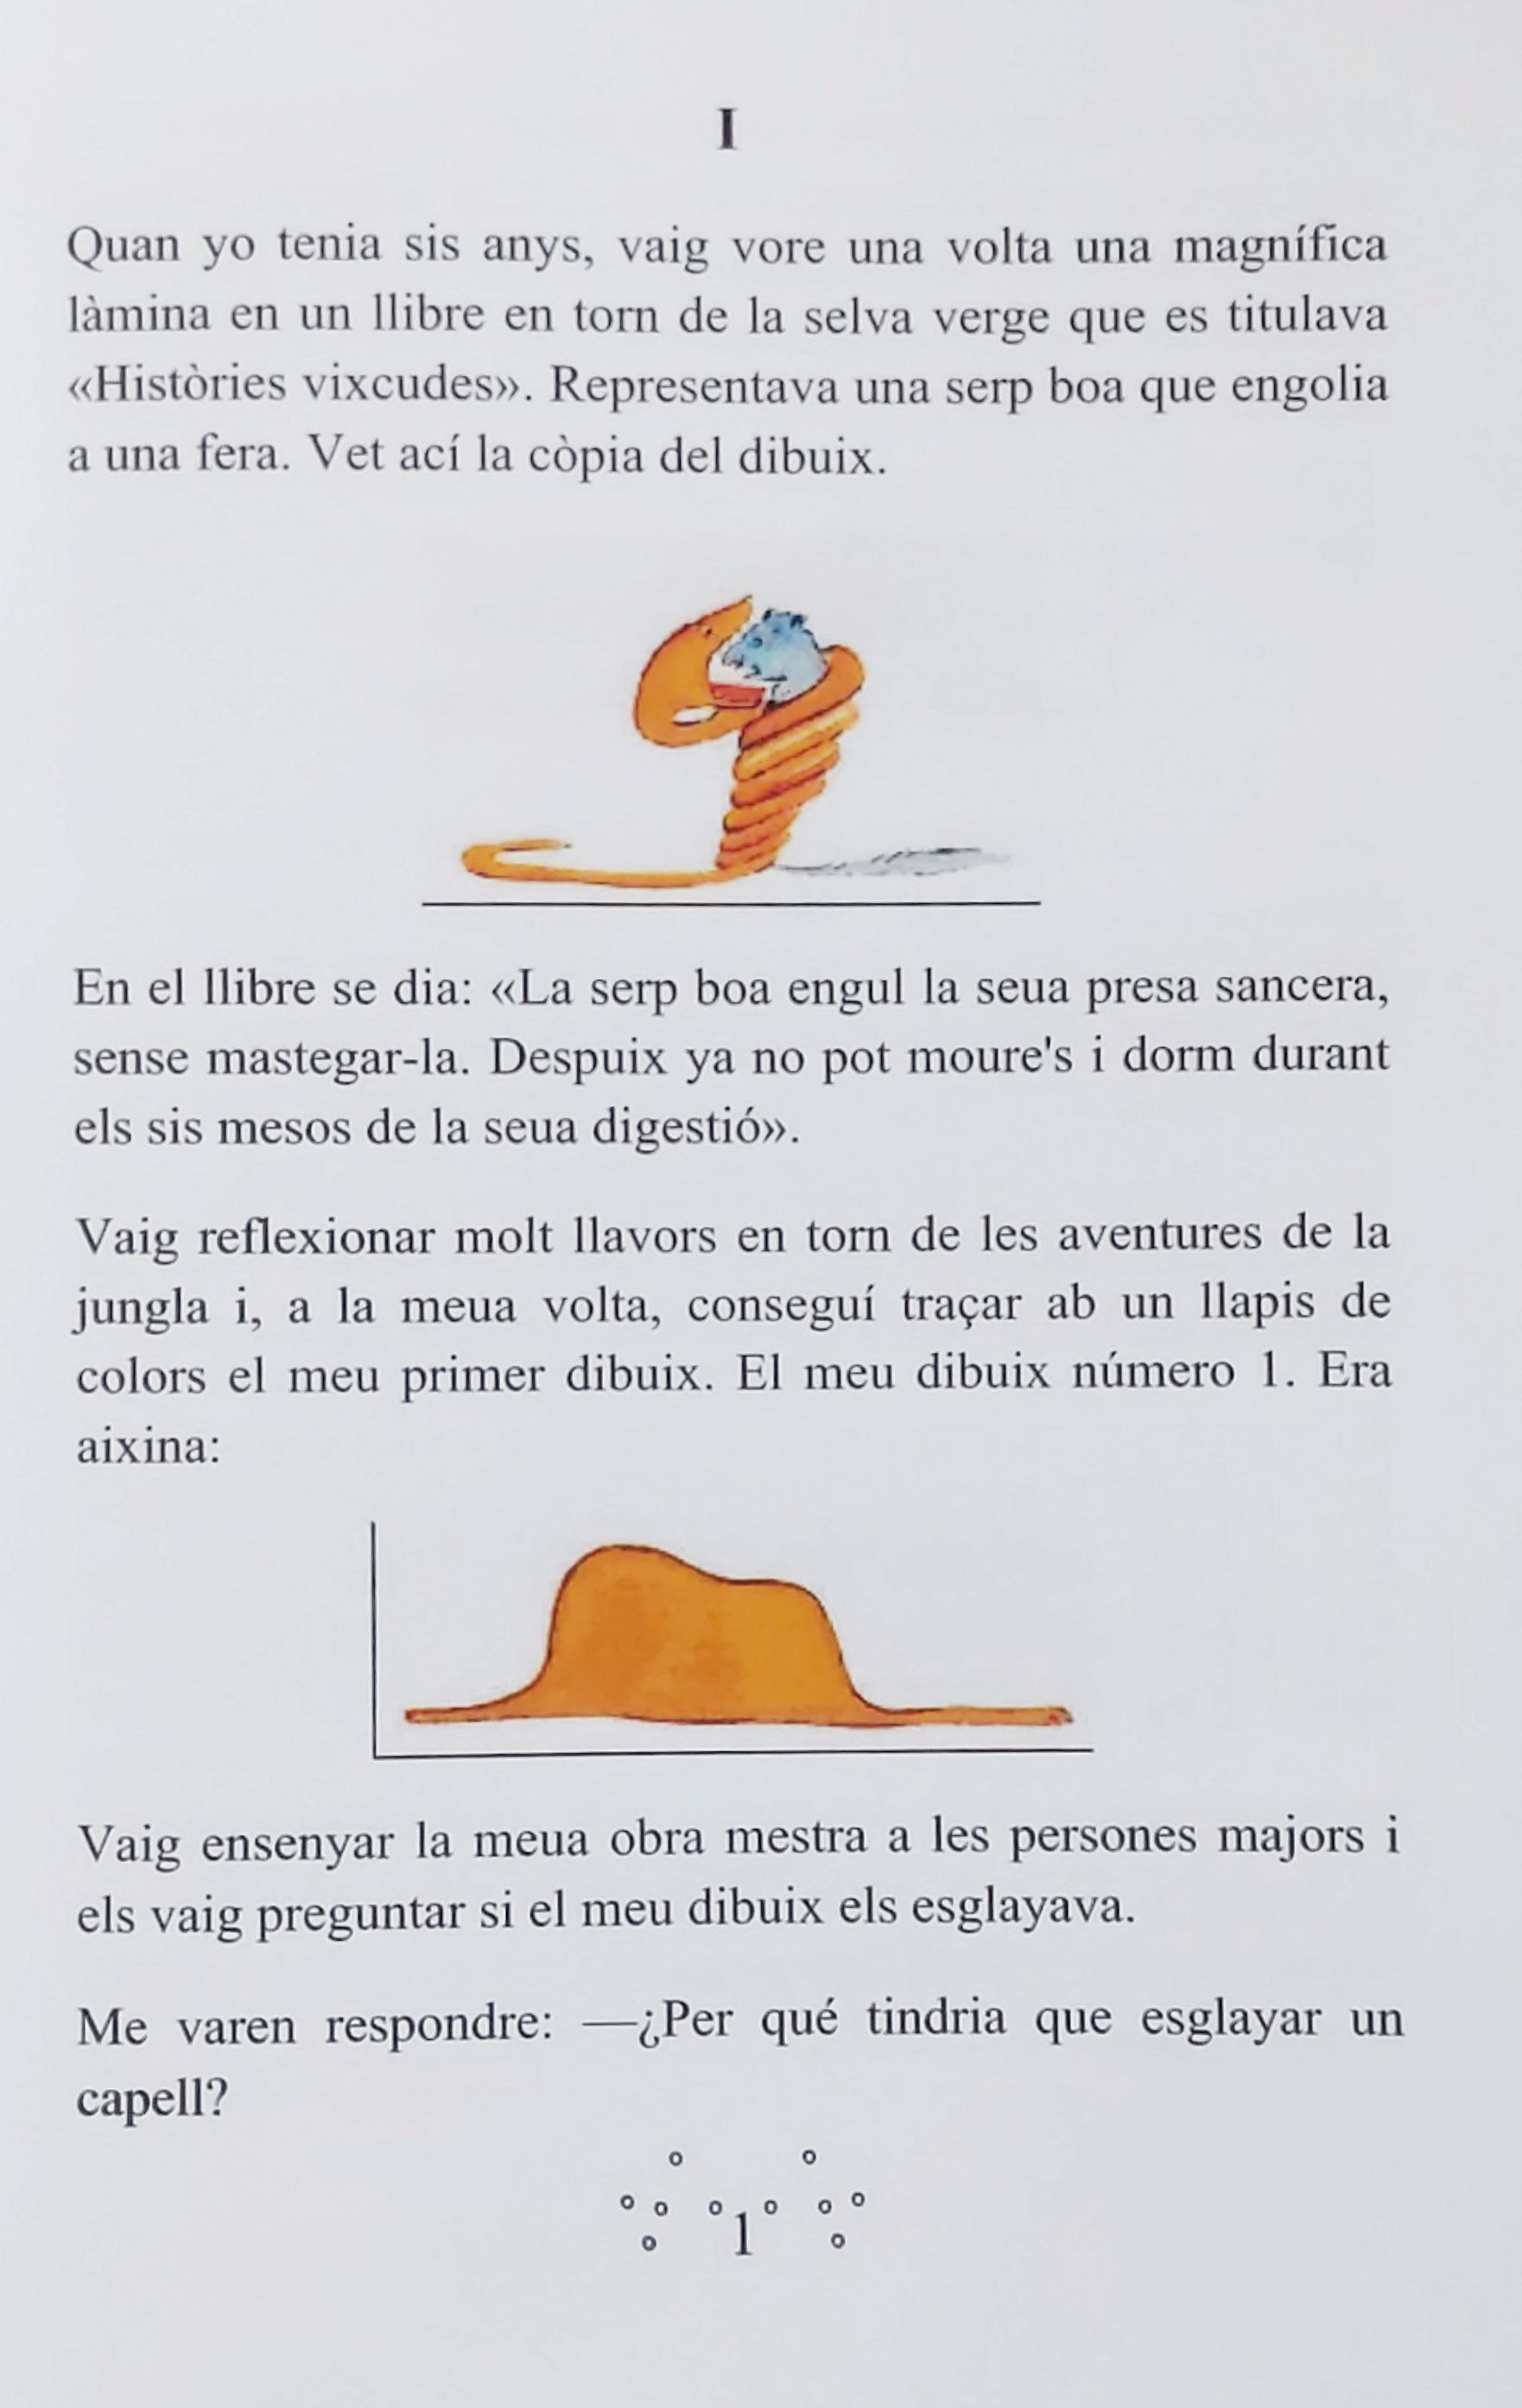 I
Quan yo tenia sis anys, vaig vore una volta una magnífica
làmina en un llibre en torn de la selva verge que es titulava
«Històries vixcudes». Representava una serp boa que engolia
a una fera. Vet ací la còpia del dibuix.
En el llibre se dia: «La serp boa engul la seua presa sancera,
sense mastegar-la. Despuix ya no pot moure's i dorm durant
els sis mesos de la seua digestió».
Vaig reflexionar molt llavors en torn de les aventures de la
jungla i, a la meua volta, conseguí traçar ab un llapis de
colors el meu primer dibuix. El meu dibuix número 1. Era
aixina:
Vaig ensenyar la meua obra mestra a les persones majors i
els vaig preguntar si el meu dibuix els esglayava.
Me varen respondre: —¿Per qué tindria que esglayar un
capell?
1